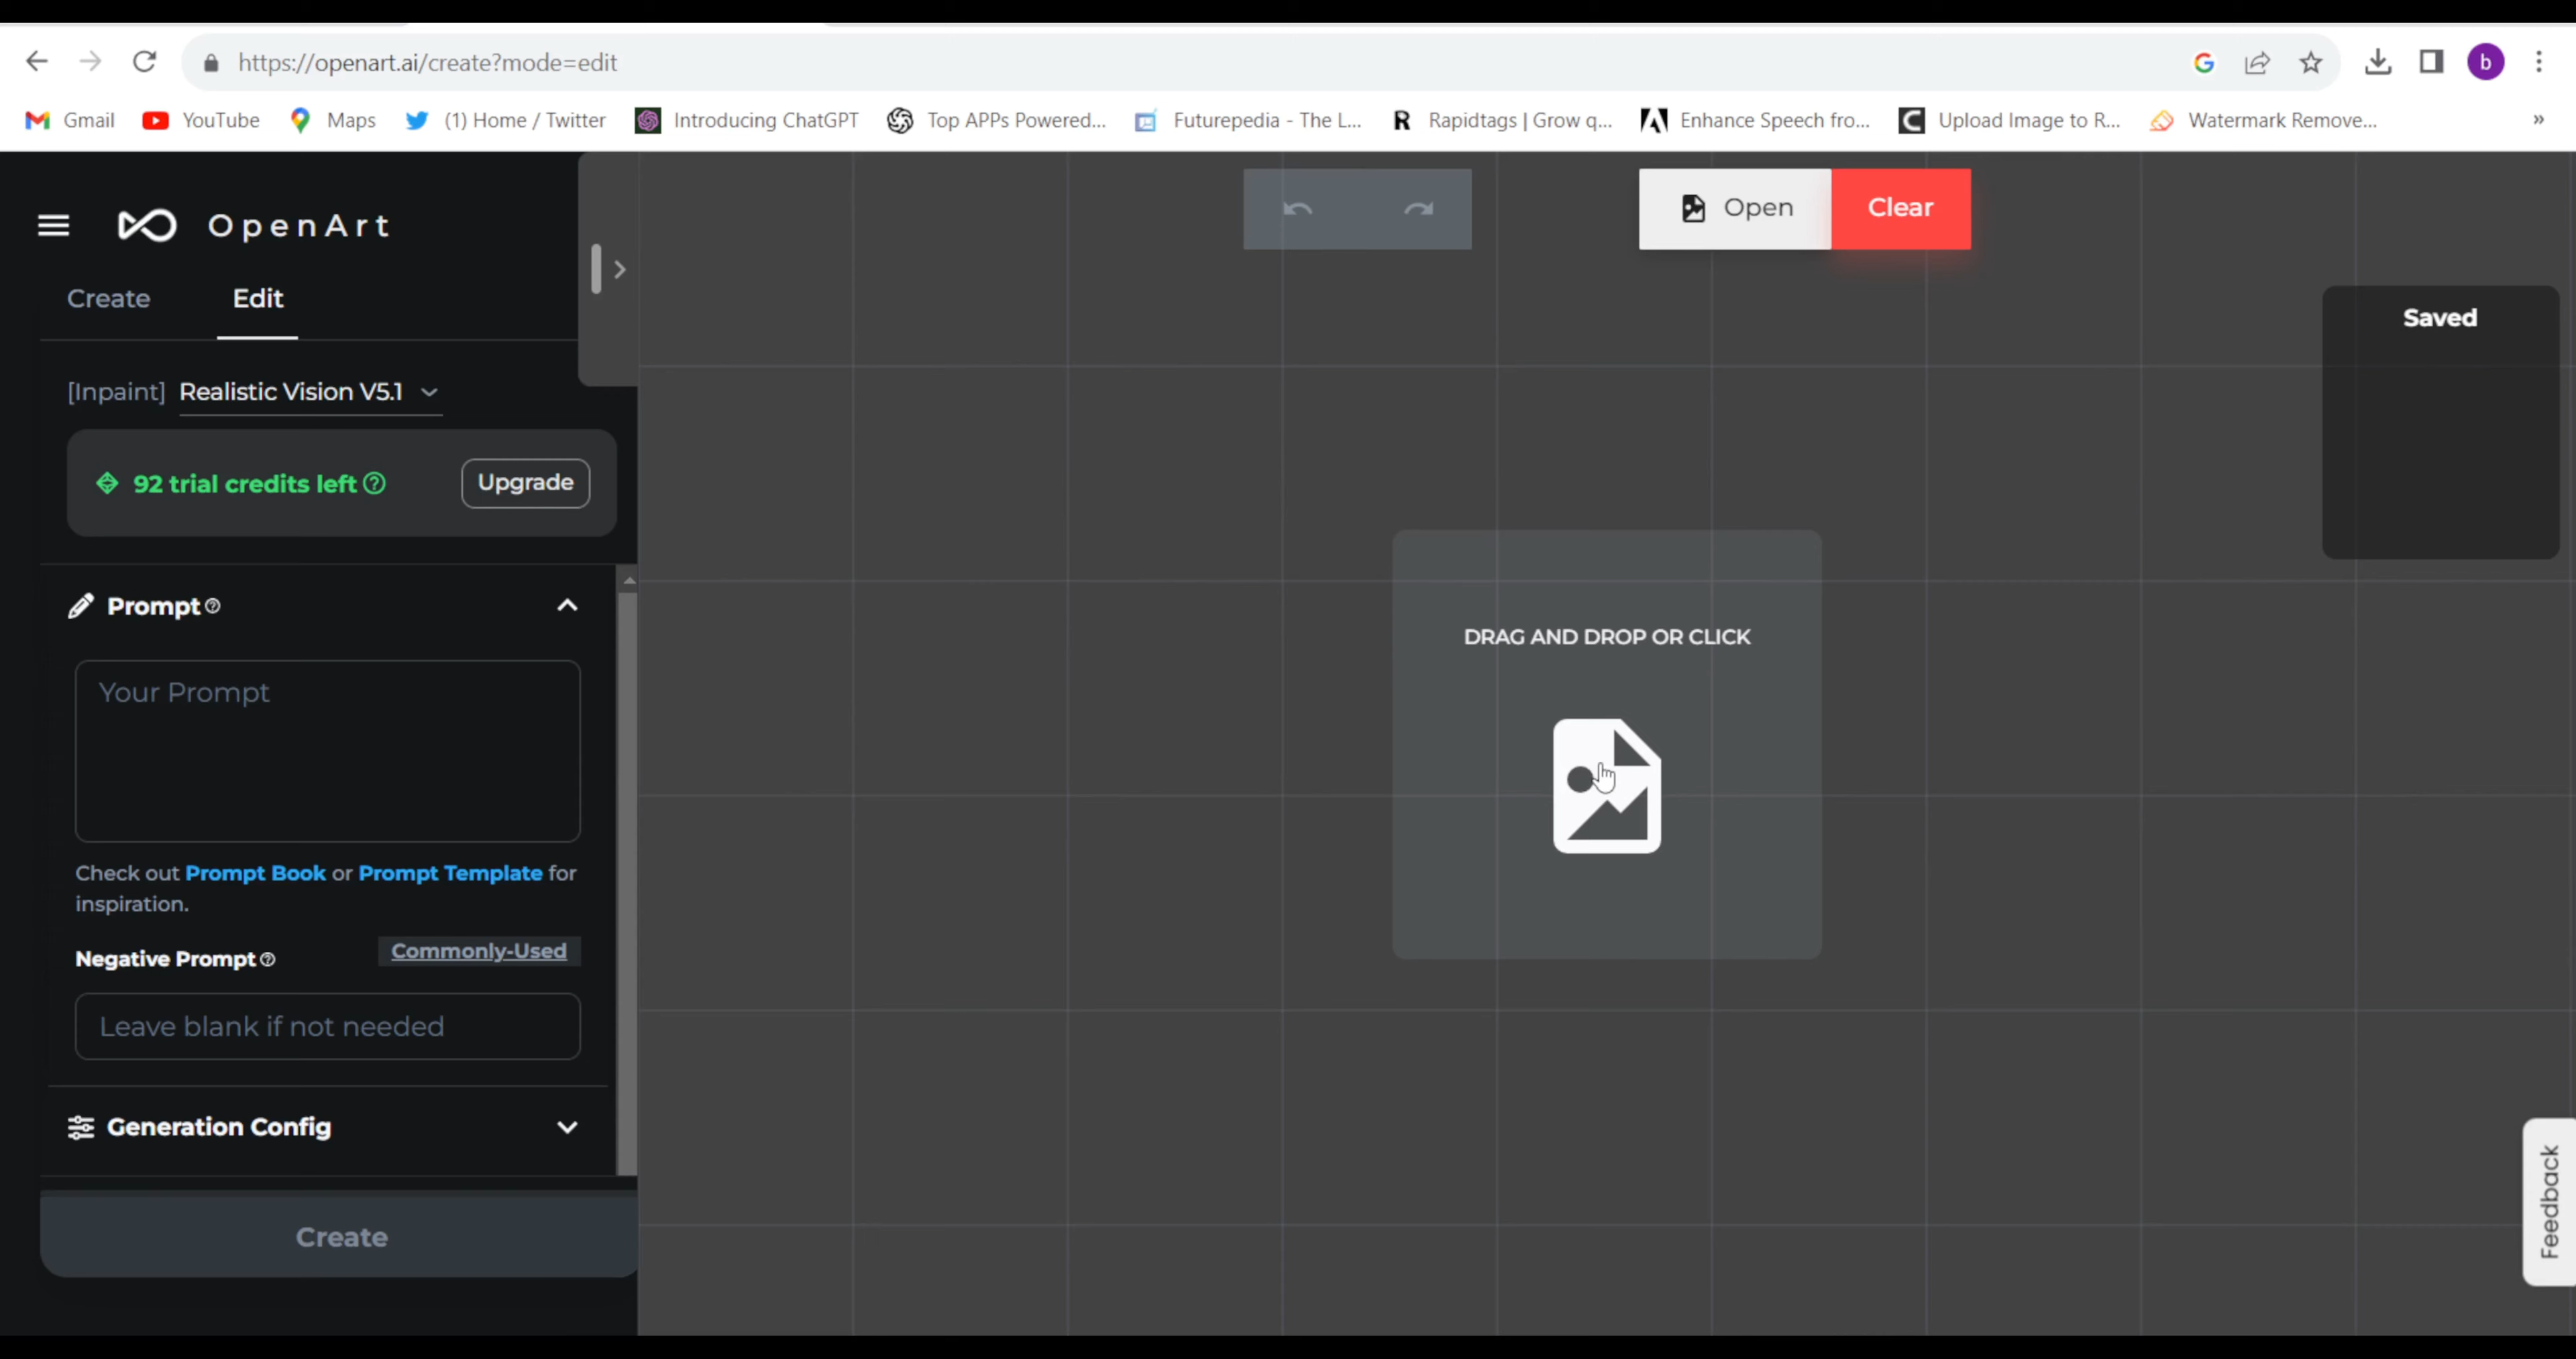 https://openart.ai/create?mode=edit
b
Gmail YouTube Maps (1) Home / Twitter Introducing ChatGPT Top APPs Powered... Futurepedia - The L... Rapidtags | Grow q... Enhance Speech fro... Upload Image to R... Watermark Remove... »
OpenArt
Create Edit
[Inpaint] Realistic Vision V5.1
92 trial credits left Upgrade
Prompt
Your Prompt
Check out Prompt Book or Prompt Template for
inspiration.
Negative Prompt Commonly-Used
Leave blank if not needed
Generation Config
Create
Open Clear
Saved
DRAG AND DROP OR CLICK
Feedback